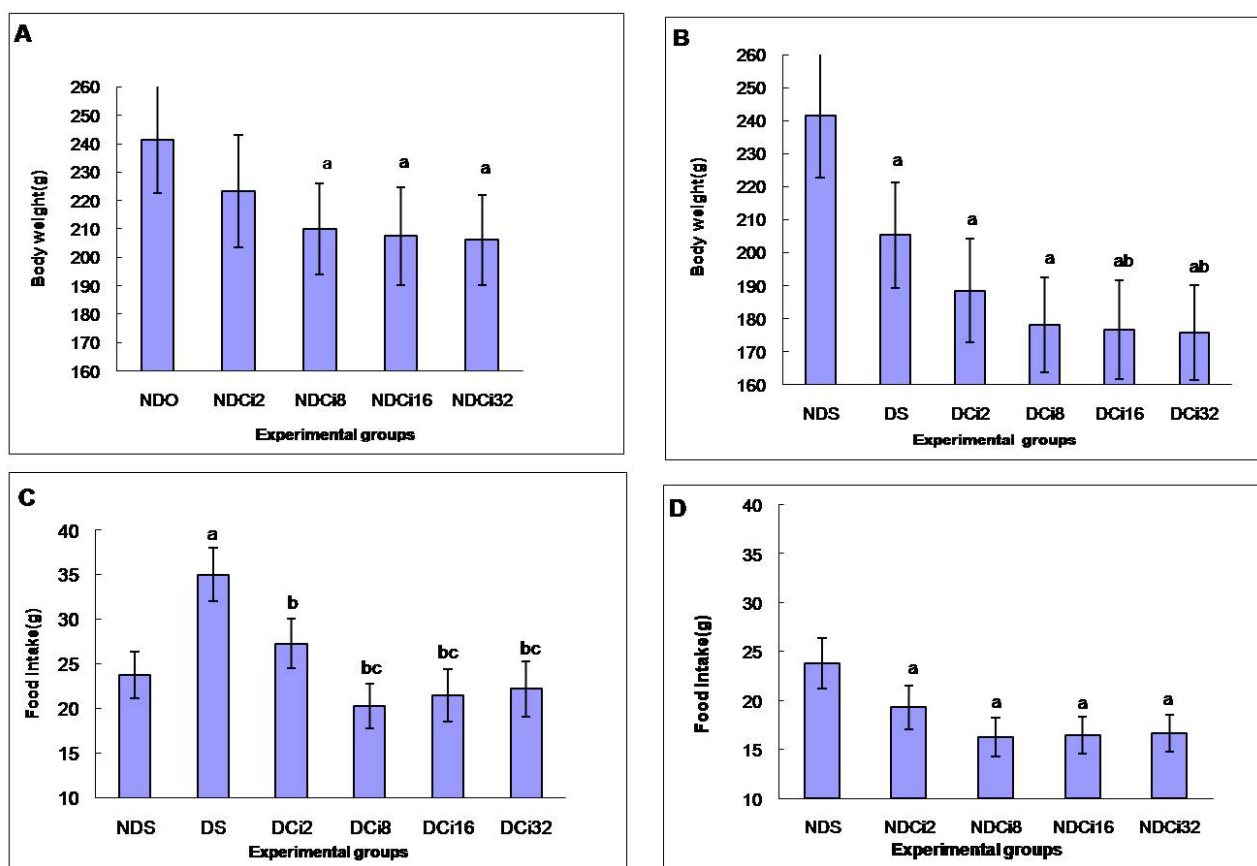 A
260
250
240
230
220
210
200
190
180
170
160
Body weight(g)
a a a
NDO NDCi2 NDCi8 NDCi16 NDCi32
Experimental groups
B
260
250
240
230
220
210
200
190
180
170
160
Body weight(g)
a a a ab ab
NDS DS DCi2 DCi8 DCi16 DCi32
Experimental groups
C
40
35
30
25
20
15
10
Food Intake(g)
a b bc bc bc
NDS DS DCi2 DCi8 DCi16 DCi32
Experimental groups
D
40
35
30
25
20
15
10
Food Intake(g)
a a a a
NDS NDCi2 NDCi8 NDCi16 NDCi32
Experimental groups